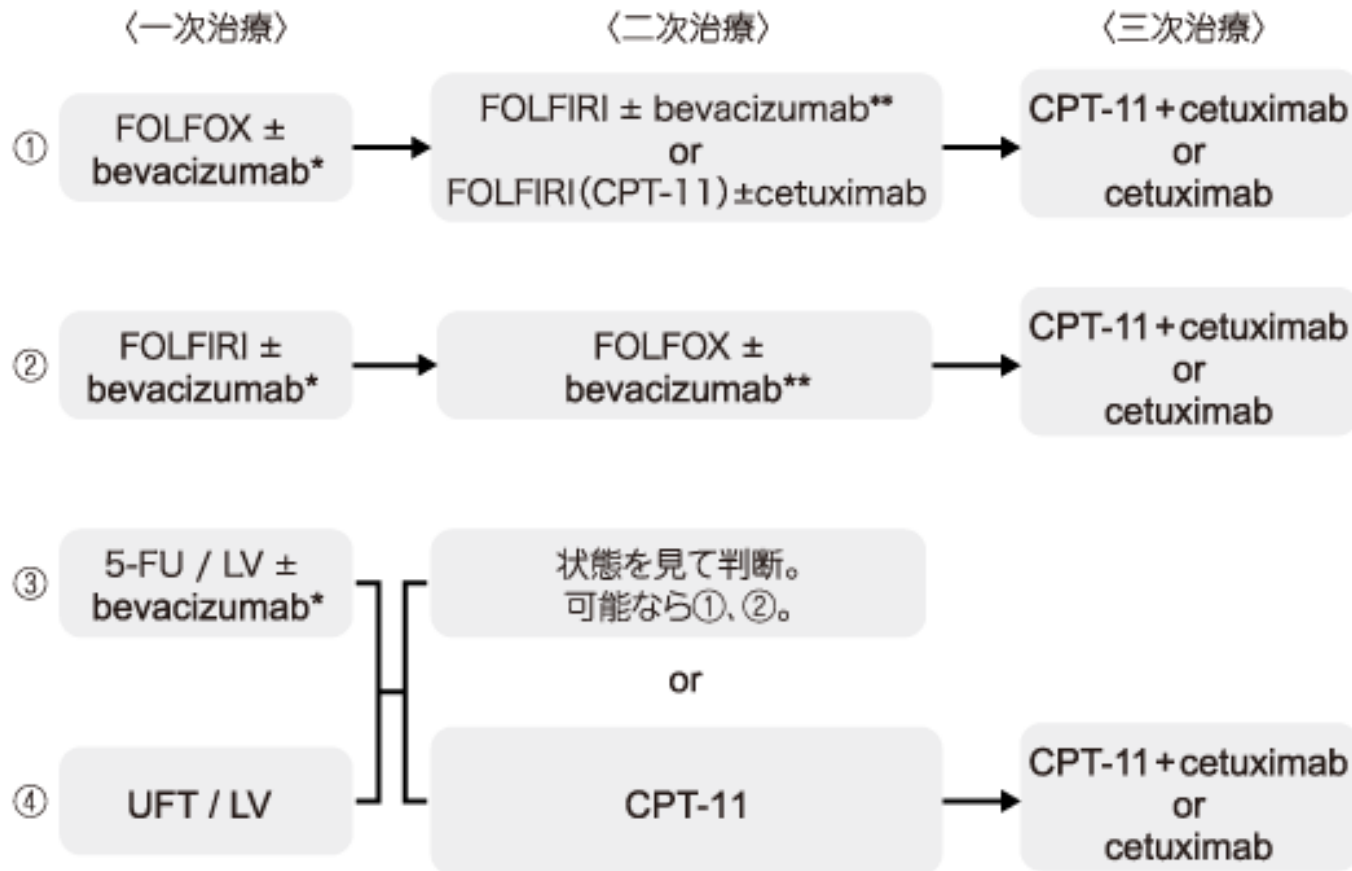 〈一次治療〉
〈二次治療〉
〈三次治療〉
①
FOLFOX ±
bevacizumab*
FOLFIRI ± bevacizumab**
or
FOLFIRI(CPT-11)±cetuximab
CPT-11+cetuximab
or
cetuximab
②
FOLFIRI ±
bevacizumab*
FOLFOX ±
bevacizumab**
CPT-11+cetuximab
or
cetuximab
③
5-FU / LV ±
bevacizumab*
状態を見て判断。
可能なら①、②。
or
④
UFT / LV
CPT-11
CPT-11+cetuximab
or
cetuximab